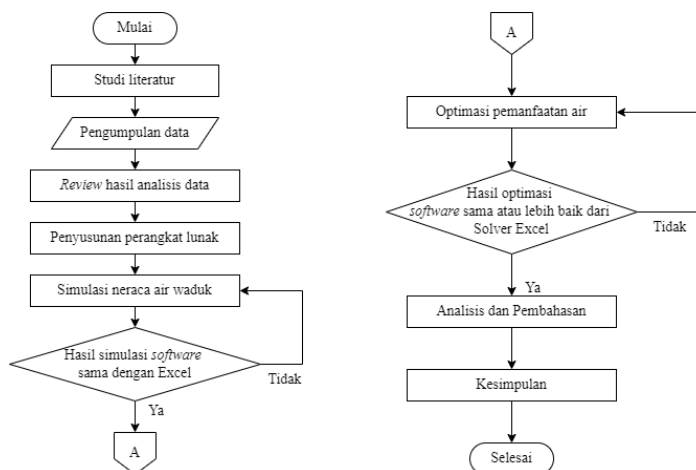 Mulai
Studi literatur
Pengumpulan data
Review hasil analisis data
Penyusunan perangkat lunak
Simulasi neraca air waduk
Hasil simulasi software
sama dengan Excel
Tidak
Ya
A
A
Optimasi pemanfaatan air
Hasil optimasi
software sama atau lebih baik dari
Solver Excel
Tidak
Ya
Analisis dan Pembahasan
Kesimpulan
Selesai